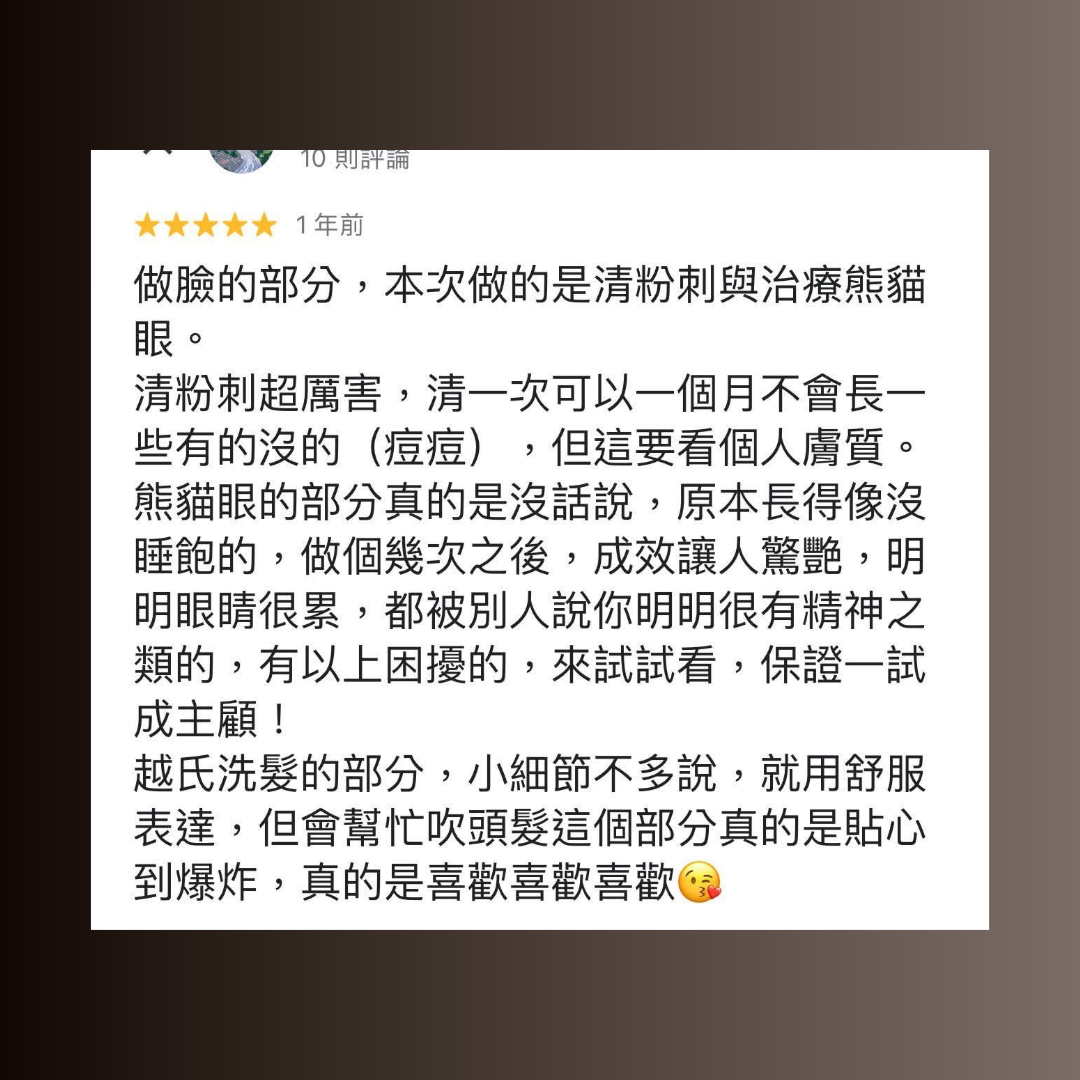 10 則評論
1 年前
做臉的部分，本次做的是清粉刺與治療熊貓
眼。
清粉刺超厲害，清一次可以一個月不會長一
些有的沒的（痘痘），但這要看個人膚質。
熊貓眼的部分真的是沒話說，原本長得像沒
睡飽的，做個幾次之後，成效讓人驚艷，明
明眼睛很累，都被別人說你明明很有精神之
類的，有以上困擾的，來試試看，保證一試
成主顧！
越氏洗髮的部分，小細節不多說，就用舒服
表達，但會幫忙吹頭髮這個部分真的是貼心
到爆炸，真的是喜歡喜歡喜歡😘